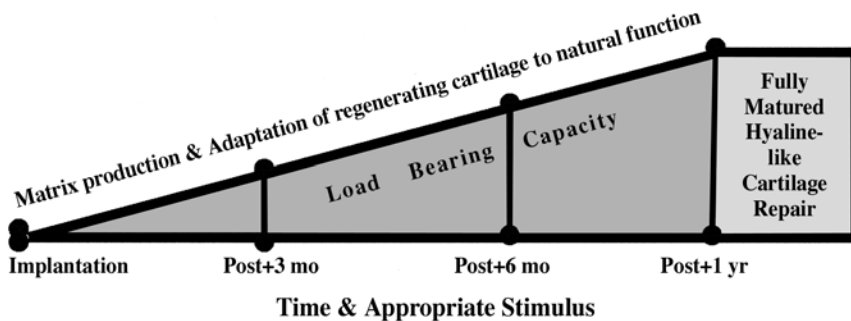 Matrix production & Adaptation of regenerating cartilage to natural function
Load Bearing Capacity
Fully
Matured
Hyaline-
like
Cartilage
Repair
Implantation Post+3 mo Post+6 mo Post+1 yr
Time & Appropriate Stimulus